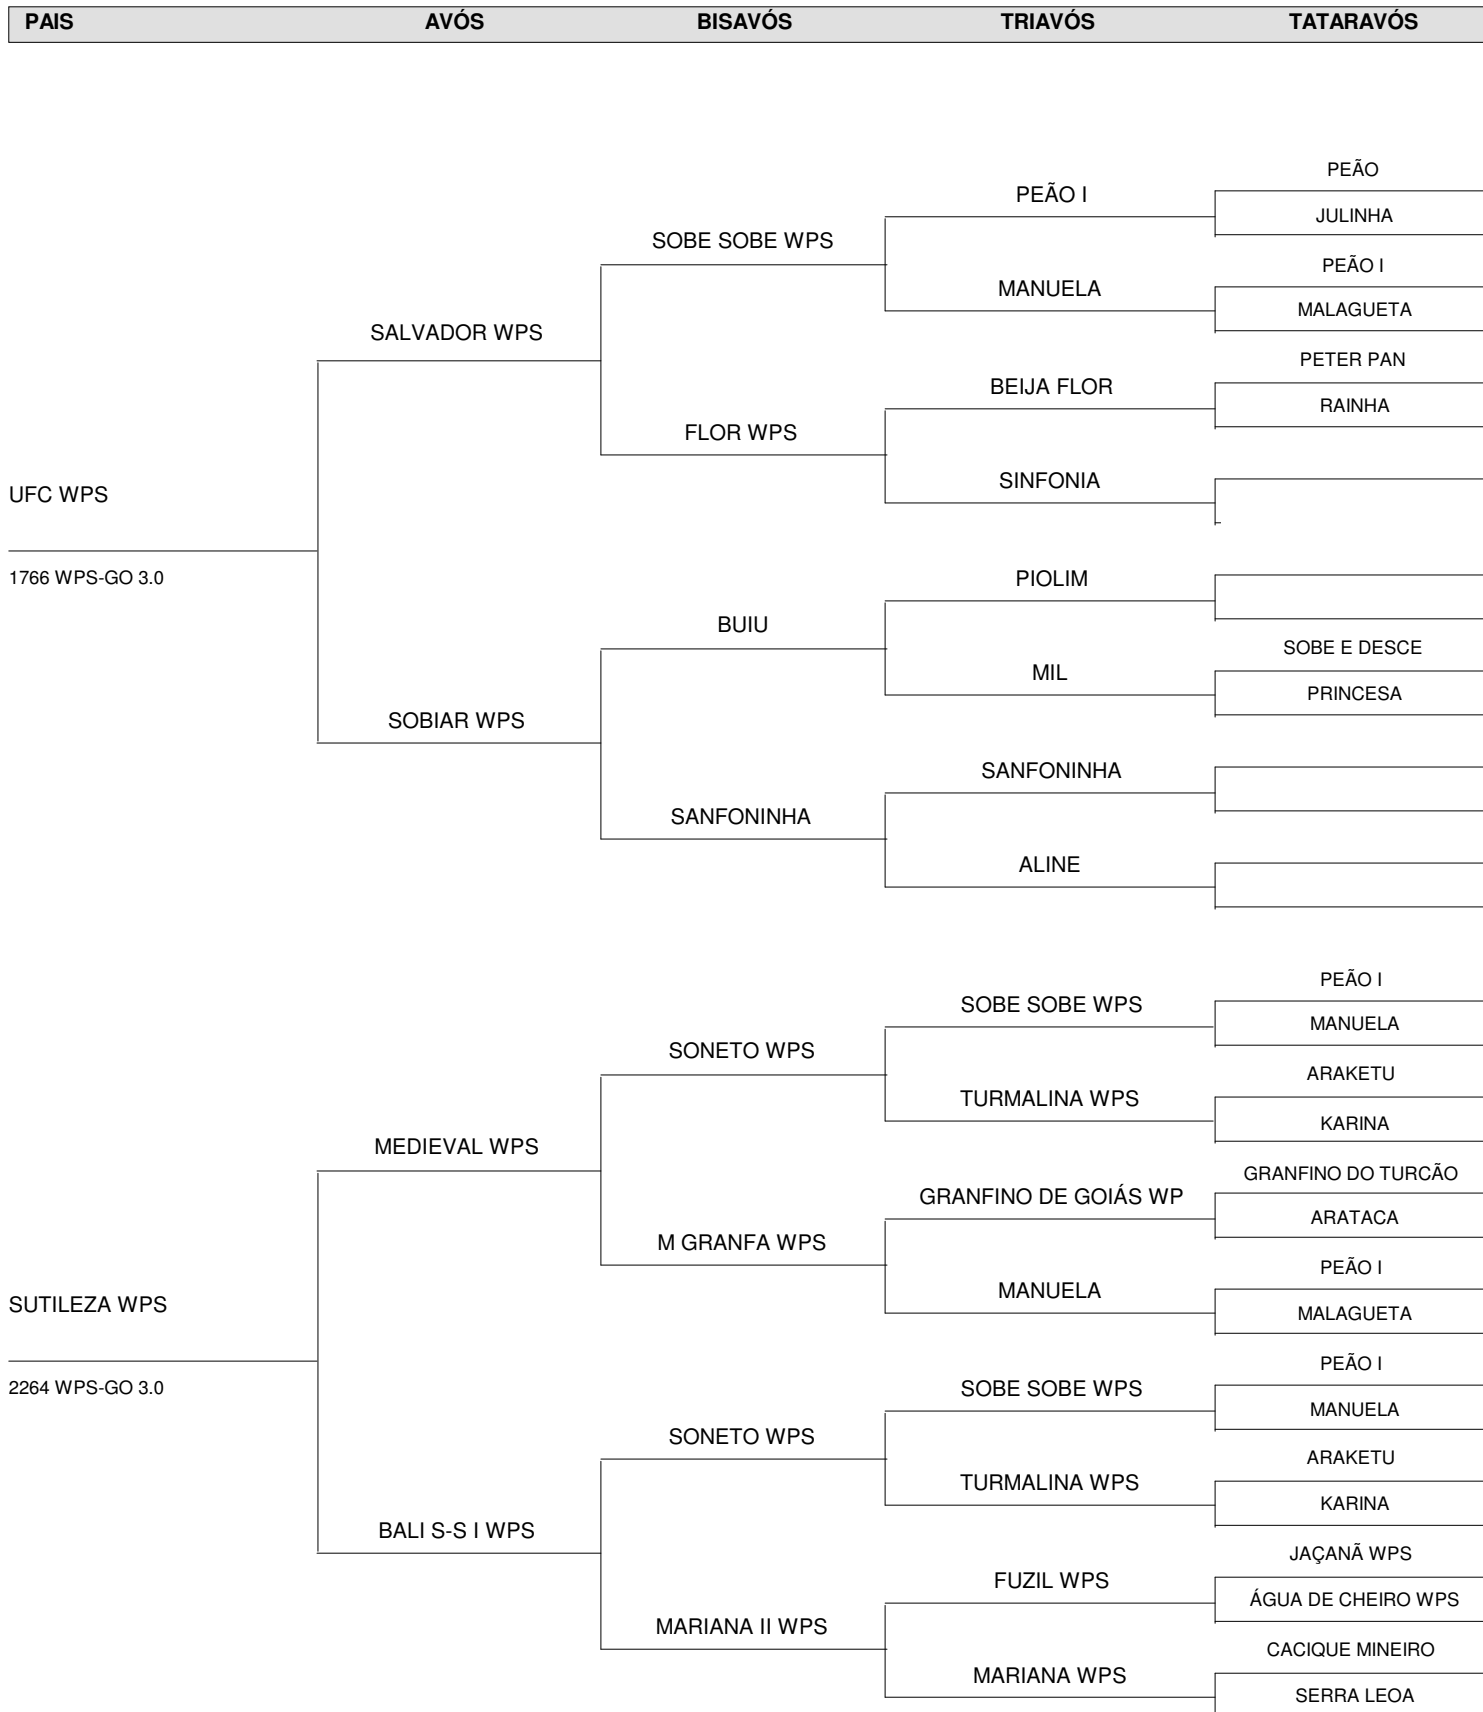 PAIS AVÓS BISAVÓS TRIAVÓS TATARAVÓS
PEÃO
PEÃO I
JULINHA
SOBE SOBE WPS
PEÃO I
MANUELA
MALAGUETA
SALVADOR WPS
PETER PAN
BEIJA FLOR
RAINHA
FLOR WPS
SINFONIA
UFC WPS
1766 WPS-GO 3.0
PIOLIM
BUIU
SOBE E DESCE
MIL
PRINCESA
SOBIAR WPS
SANFONINHA
SANFONINHA
ALINE
PEÃO I
SOBE SOBE WPS
MANUELA
SONETO WPS
ARAKETU
TURMALINA WPS
KARINA
MEDIEVAL WPS
GRANFINO DO TURCÃO
GRANFINO DE GOIÁS WP
ARATACA
M GRANFA WPS
PEÃO I
MANUELA
MALAGUETA
SUTILEZA WPS
2264 WPS-GO 3.0
PEÃO I
SOBE SOBE WPS
MANUELA
SONETO WPS
ARAKETU
TURMALINA WPS
KARINA
BALI S-S I WPS
JAÇANÃ WPS
FUZIL WPS
ÁGUA DE CHEIRO WPS
MARIANA II WPS
CACIQUE MINEIRO
MARIANA WPS
SERRA LEOA